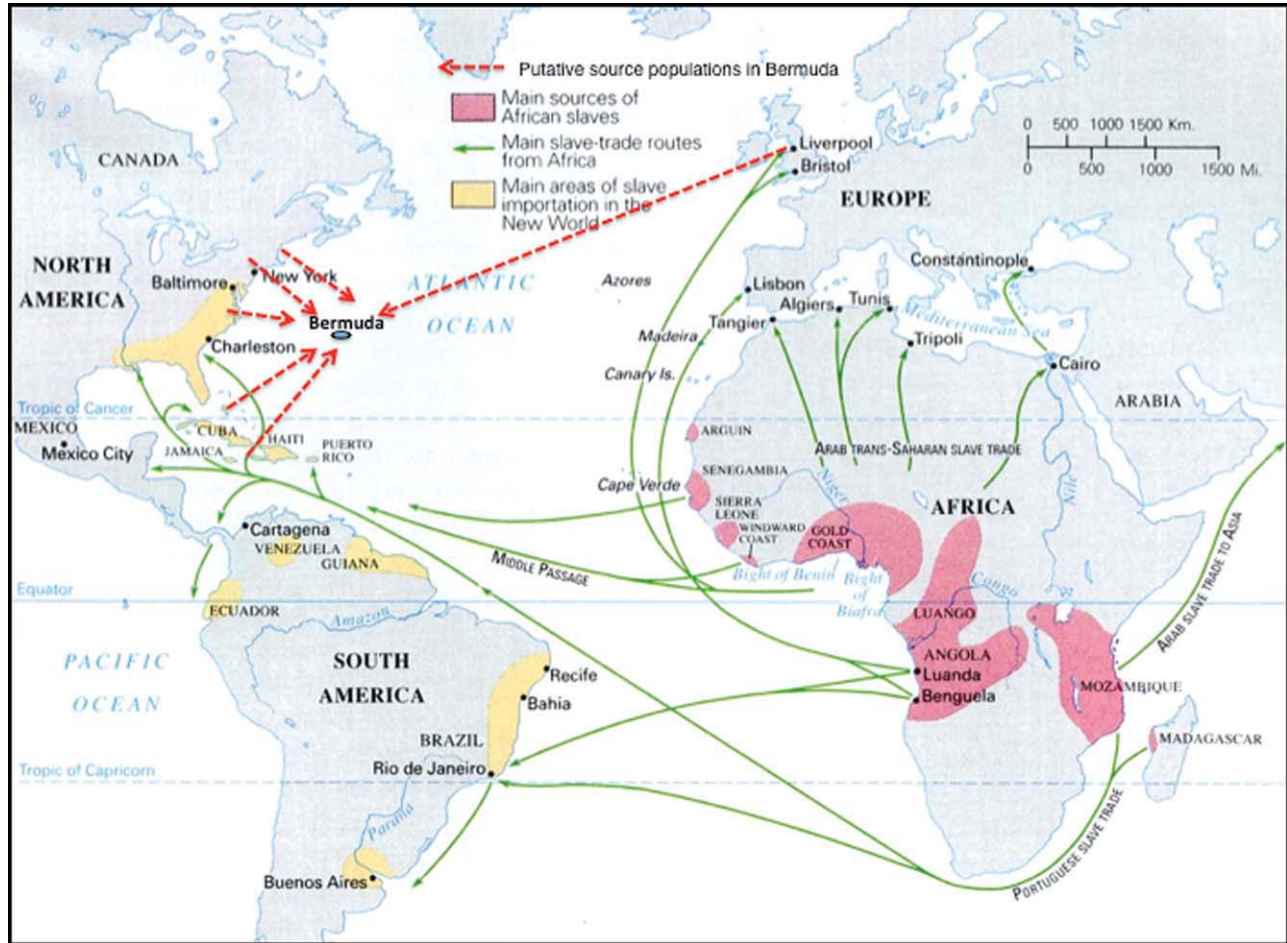 Putative source populations in Bermuda
Main sources of
African slaves
Main slave-trade routes
from Africa
Main areas of slave
importation in the
New World
0 500 1000 1500 Km.
0 500 1000 1500 Mi.
CANADA
Liverpool
Bristol
EUROPE
NORTH
AMERICA
Baltimore
New York
ATLANTIC
OCEAN
Bermuda
Charleston
Azores
Lisbon
Algiers
Tunis
Constantinople
Madeira
Tangier
Mediterranean Sea
Tripoli
Canary Is.
Cairo
Tropic of Cancer
MEXICO
Mexico City
CUBA
JAMAICA
HAITI
PUERTO
RICO
ARABIA
ARGUIN
ARAB TRANS-SAHARAN SLAVE TRADE
SENEGAMBIA
Cape Verde
Niger
Nile
SIERRA
LEONE
WINDWARD
COAST
GOLD
COAST
AFRICA
Cartagena
VENEZUELA
GUIANA
MIDDLE PASSAGE
Bight of Benin
Bight
of
Biafra
Congo
ARAB SLAVE TRADE TO ASIA
Equator
ECUADOR
Amazon
LUANGO
PACIFIC
OCEAN
SOUTH
AMERICA
Recife
Bahia
ANGOLA
Luanda
Benguela
MOZAMBIQUE
BRAZIL
Rio de Janeiro
MADAGASCAR
Tropic of Capricorn
Parana
PORTUGUESE SLAVE TRADE
Buenos Aires